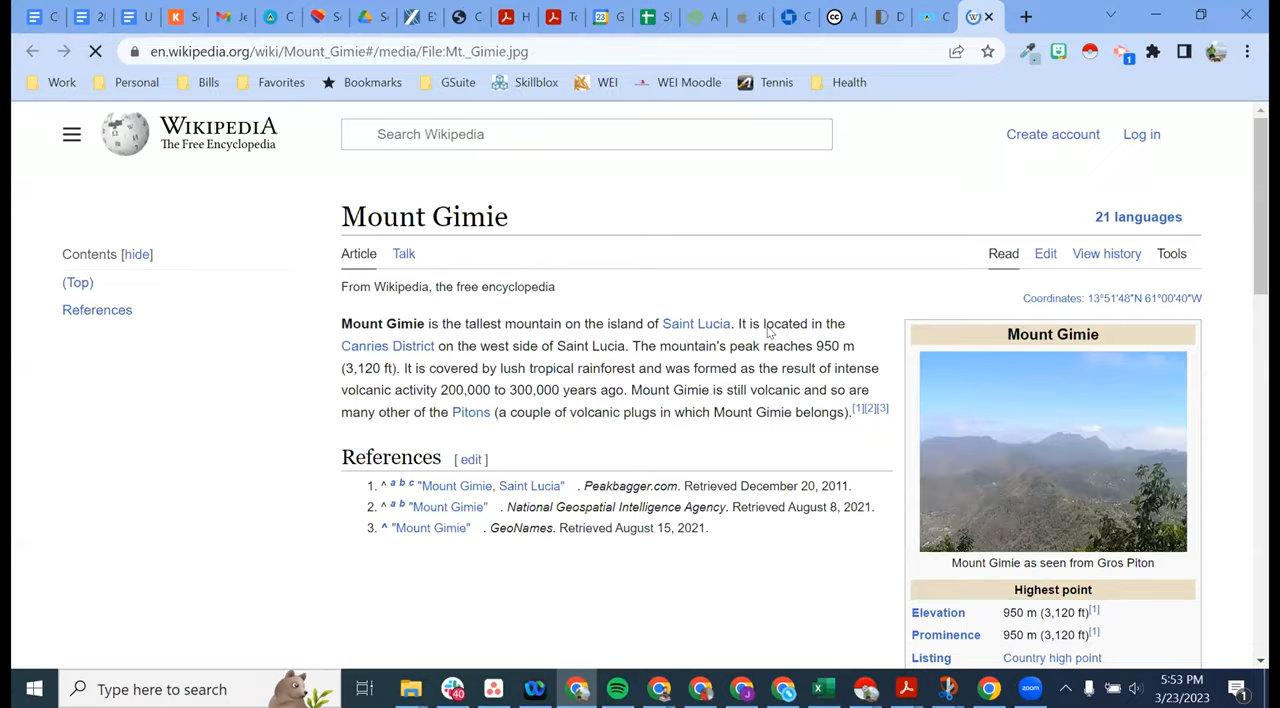 en.wikipedia.org/wiki/Mount_Gimie#/media/File:Mt._Gimie.jpg
Work Personal Bills Favorites Bookmarks GSuite Skillblox WEI WEI Moodle Tennis Health
WIKIPEDIA
The Free Encyclopedia
Search Wikipedia
Create account Log in
Mount Gimie
21 languages
Contents [hide]
(Top)
References
Article Talk
Read Edit View history Tools
From Wikipedia, the free encyclopedia
Coordinates: 13°51′48″N 61°00′40″W
Mount Gimie is the tallest mountain on the island of Saint Lucia. It is located in the
Canries District on the west side of Saint Lucia. The mountain's peak reaches 950 m
(3,120 ft). It is covered by lush tropical rainforest and was formed as the result of intense
volcanic activity 200,000 to 300,000 years ago. Mount Gimie is still volcanic and so are
many other of the Pitons (a couple of volcanic plugs in which Mount Gimie belongs).[1][2][3]
References [ edit ]
1. ^ a b c "Mount Gimie, Saint Lucia" . Peakbagger.com. Retrieved December 20, 2011.
2. ^ a b "Mount Gimie" . National Geospatial Intelligence Agency. Retrieved August 8, 2021.
3. ^ "Mount Gimie" . GeoNames. Retrieved August 15, 2021.
Mount Gimie
Mount Gimie as seen from Gros Piton
Highest point
Elevation 950 m (3,120 ft)[1]
Prominence 950 m (3,120 ft)[1]
Listing Country high point
Type here to search
40
zoom
5:53 PM
3/23/2023
1